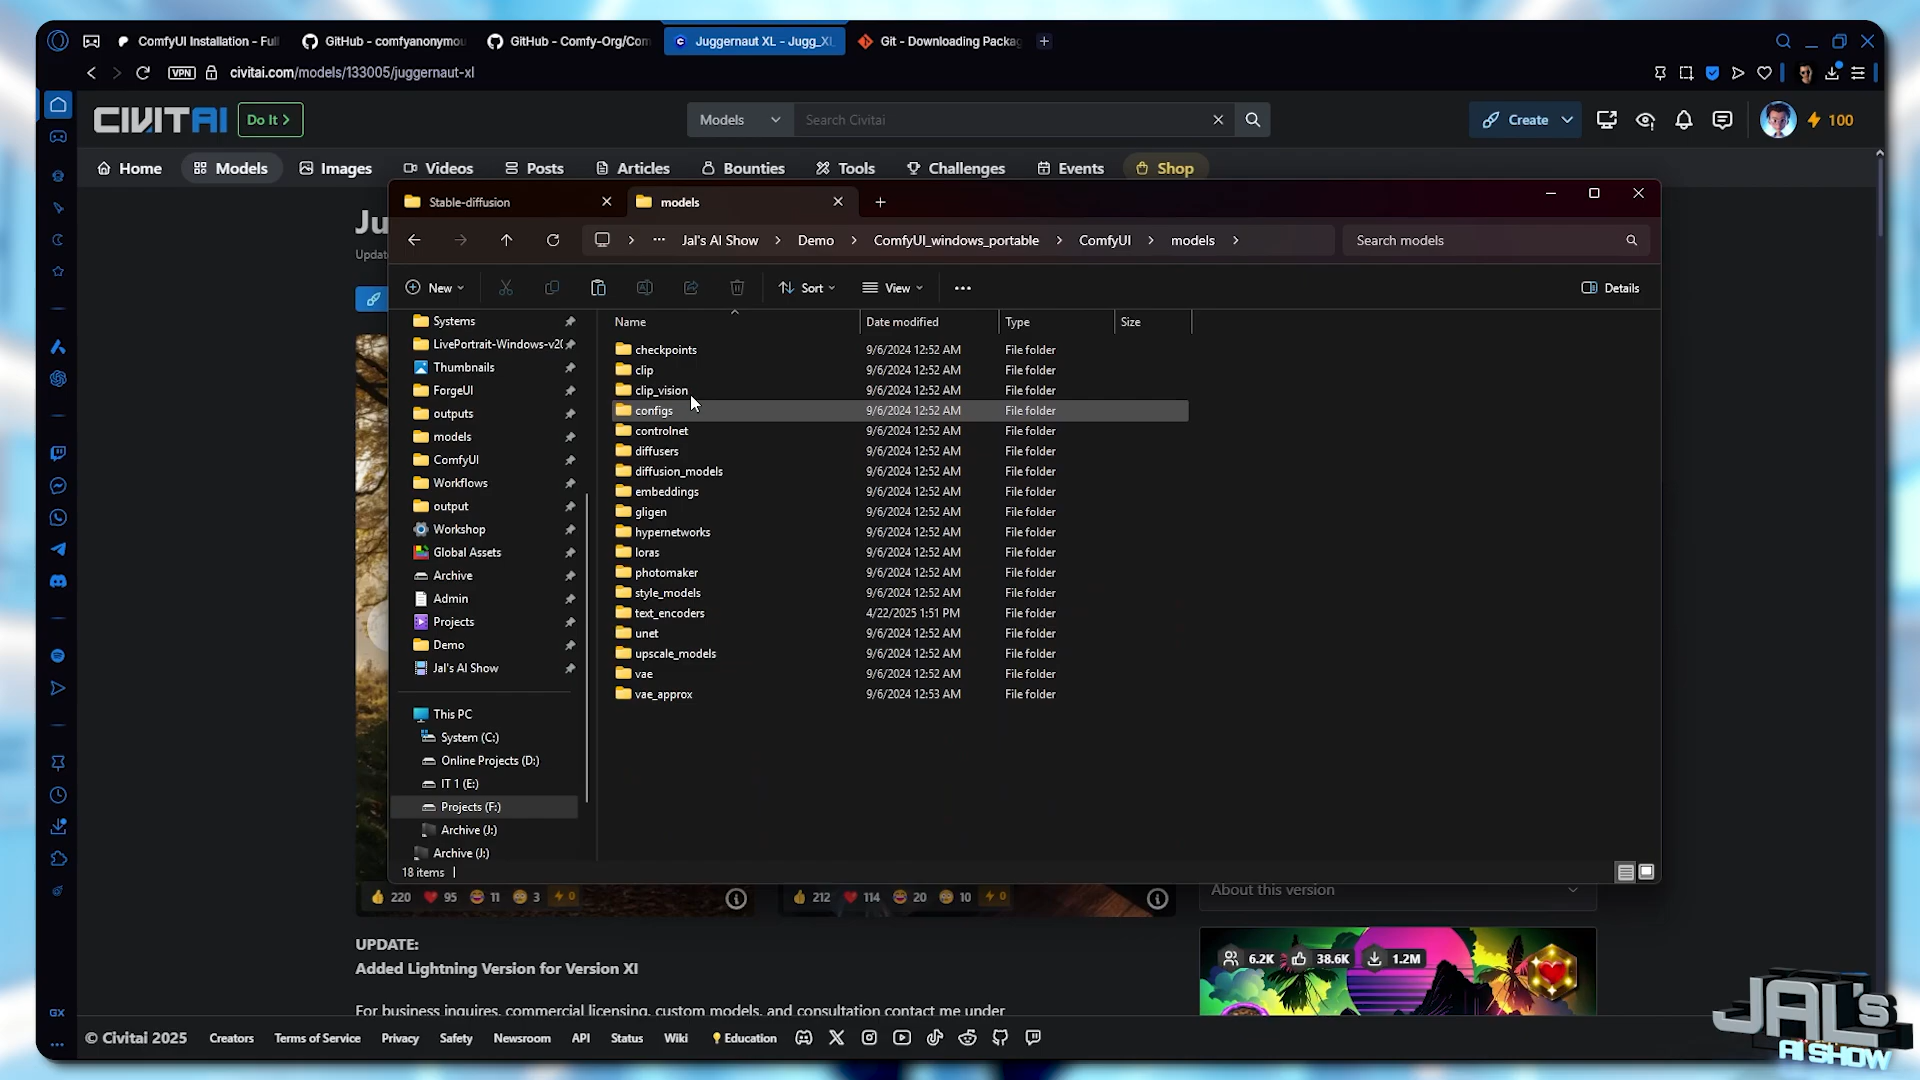 ComfyUI Installation - Full
GitHub - comfyanonymou
GitHub - Comfy-Org/Com
Juggernaut XL - Jugg_XI
Git - Downloading Packag
VPN
civitai.com/models/133005/juggernaut-xl
CIVITAI
Do It >
Models
Search Civitai
Create
100
Home
Models
Images
Videos
Posts
Articles
Bounties
Tools
Challenges
Events
Shop
Ju
Updat
Stable-diffusion
models
Jal's AI Show > Demo > ComfyUI_windows_portable > ComfyUI > models >
Search models
New
Sort
View
Details
Systems
LivePortrait-Windows-v20
Thumbnails
ForgeUI
outputs
models
ComfyUI
Workflows
output
Workshop
Global Assets
Archive
Admin
Projects
Demo
Jal's AI Show
This PC
System (C:)
Online Projects (D:)
IT 1 (E:)
Projects (F:)
Archive (J:)
Archive (J:)
Name Date modified Type Size
checkpoints 9/6/2024 12:52 AM File folder
clip 9/6/2024 12:52 AM File folder
clip_vision 9/6/2024 12:52 AM File folder
configs 9/6/2024 12:52 AM File folder
controlnet 9/6/2024 12:52 AM File folder
diffusers 9/6/2024 12:52 AM File folder
diffusion_models 9/6/2024 12:52 AM File folder
embeddings 9/6/2024 12:52 AM File folder
gligen 9/6/2024 12:52 AM File folder
hypernetworks 9/6/2024 12:52 AM File folder
loras 9/6/2024 12:52 AM File folder
photomaker 9/6/2024 12:52 AM File folder
style_models 9/6/2024 12:52 AM File folder
text_encoders 4/22/2025 1:51 PM File folder
unet 9/6/2024 12:52 AM File folder
upscale_models 9/6/2024 12:52 AM File folder
vae 9/6/2024 12:52 AM File folder
vae_approx 9/6/2024 12:53 AM File folder
18 items
220 95 11 3 0
212 114 20 10 0
About this version
UPDATE:
Added Lightning Version for Version XI
For business inquires, commercial licensing, custom models, and consultation contact me under
6.2K 38.6K 1.2M
GX
© Civitai 2025
Creators
Terms of Service
Privacy
Safety
Newsroom
API
Status
Wiki
Education
JAL's
AI SHOW